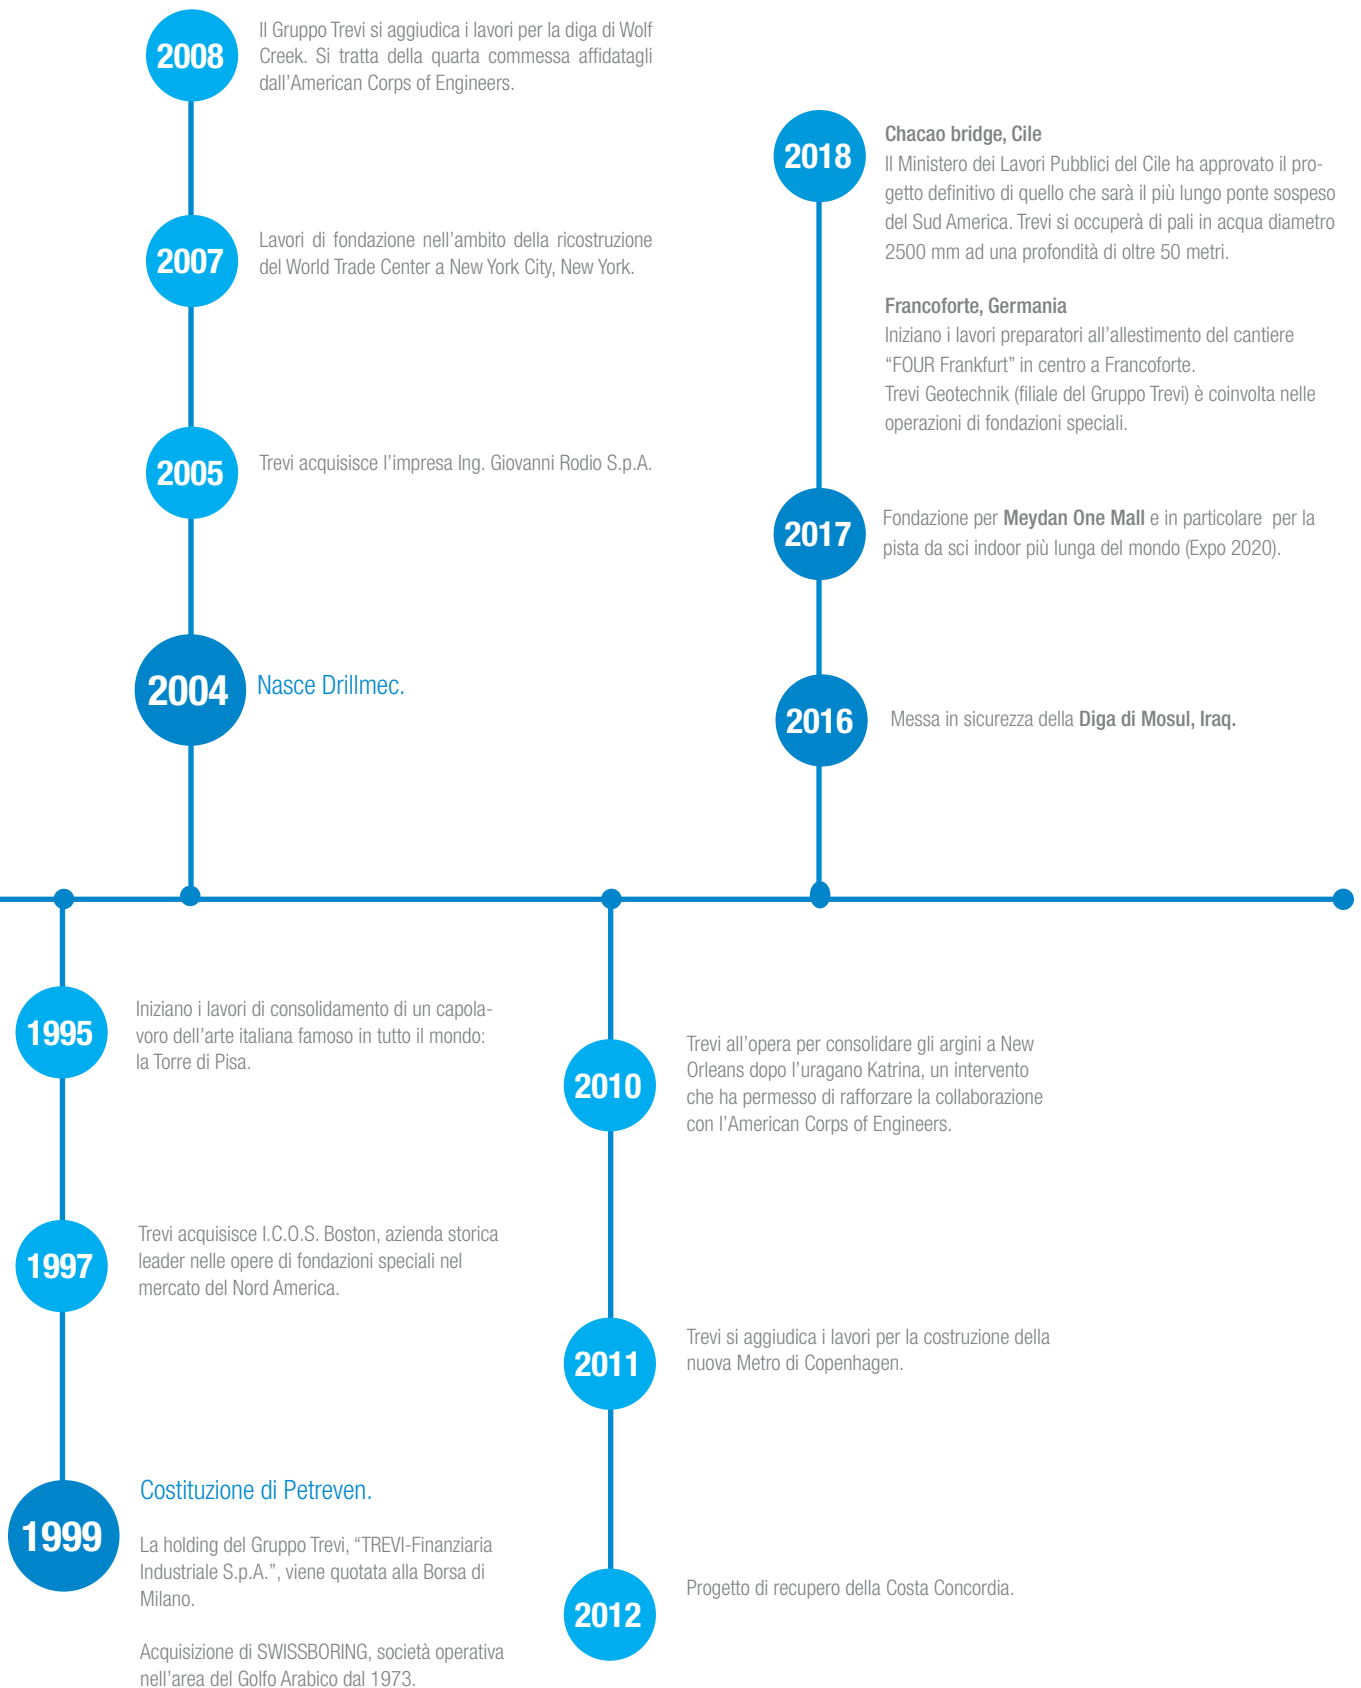 2008
Il Gruppo Trevi si aggiudica i lavori per la diga di Wolf
Creek. Si tratta della quarta commessa affidatagli
dall'American Corps of Engineers.
2007
Lavori di fondazione nell'ambito della ricostruzione
del World Trade Center a New York City, New York.
2005
Trevi acquisisce l'impresa Ing. Giovanni Rodio S.p.A.
2004
Nasce Drillmec.
2018
Chacao bridge, Cile
Il Ministero dei Lavori Pubblici del Cile ha approvato il pro-
getto definitivo di quello che sarà il più lungo ponte sospeso
del Sud America. Trevi si occuperà di pali in acqua diametro
2500 mm ad una profondità di oltre 50 metri.
Francoforte, Germania
Iniziano i lavori preparatori all'allestimento del cantiere
“FOUR Frankfurt” in centro a Francoforte.
Trevi Geotechnik (filiale del Gruppo Trevi) è coinvolta nelle
operazioni di fondazioni speciali.
2017
Fondazione per Meydan One Mall e in particolare per la
pista da sci indoor più lunga del mondo (Expo 2020).
2016
Messa in sicurezza della Diga di Mosul, Iraq.
1995
Iniziano i lavori di consolidamento di un capola-
voro dell'arte italiana famoso in tutto il mondo:
la Torre di Pisa.
1997
Trevi acquisisce I.C.O.S. Boston, azienda storica
leader nelle opere di fondazioni speciali nel
mercato del Nord America.
1999
Costituzione di Petreven.
La holding del Gruppo Trevi, “TREVI-Finanziaria
Industriale S.p.A.”, viene quotata alla Borsa di
Milano.
Acquisizione di SWISSBORING, società operativa
nell'area del Golfo Arabico dal 1973.
2010
Trevi all'opera per consolidare gli argini a New
Orleans dopo l'uragano Katrina, un intervento
che ha permesso di rafforzare la collaborazione
con l'American Corps of Engineers.
2011
Trevi si aggiudica i lavori per la costruzione della
nuova Metro di Copenhagen.
2012
Progetto di recupero della Costa Concordia.